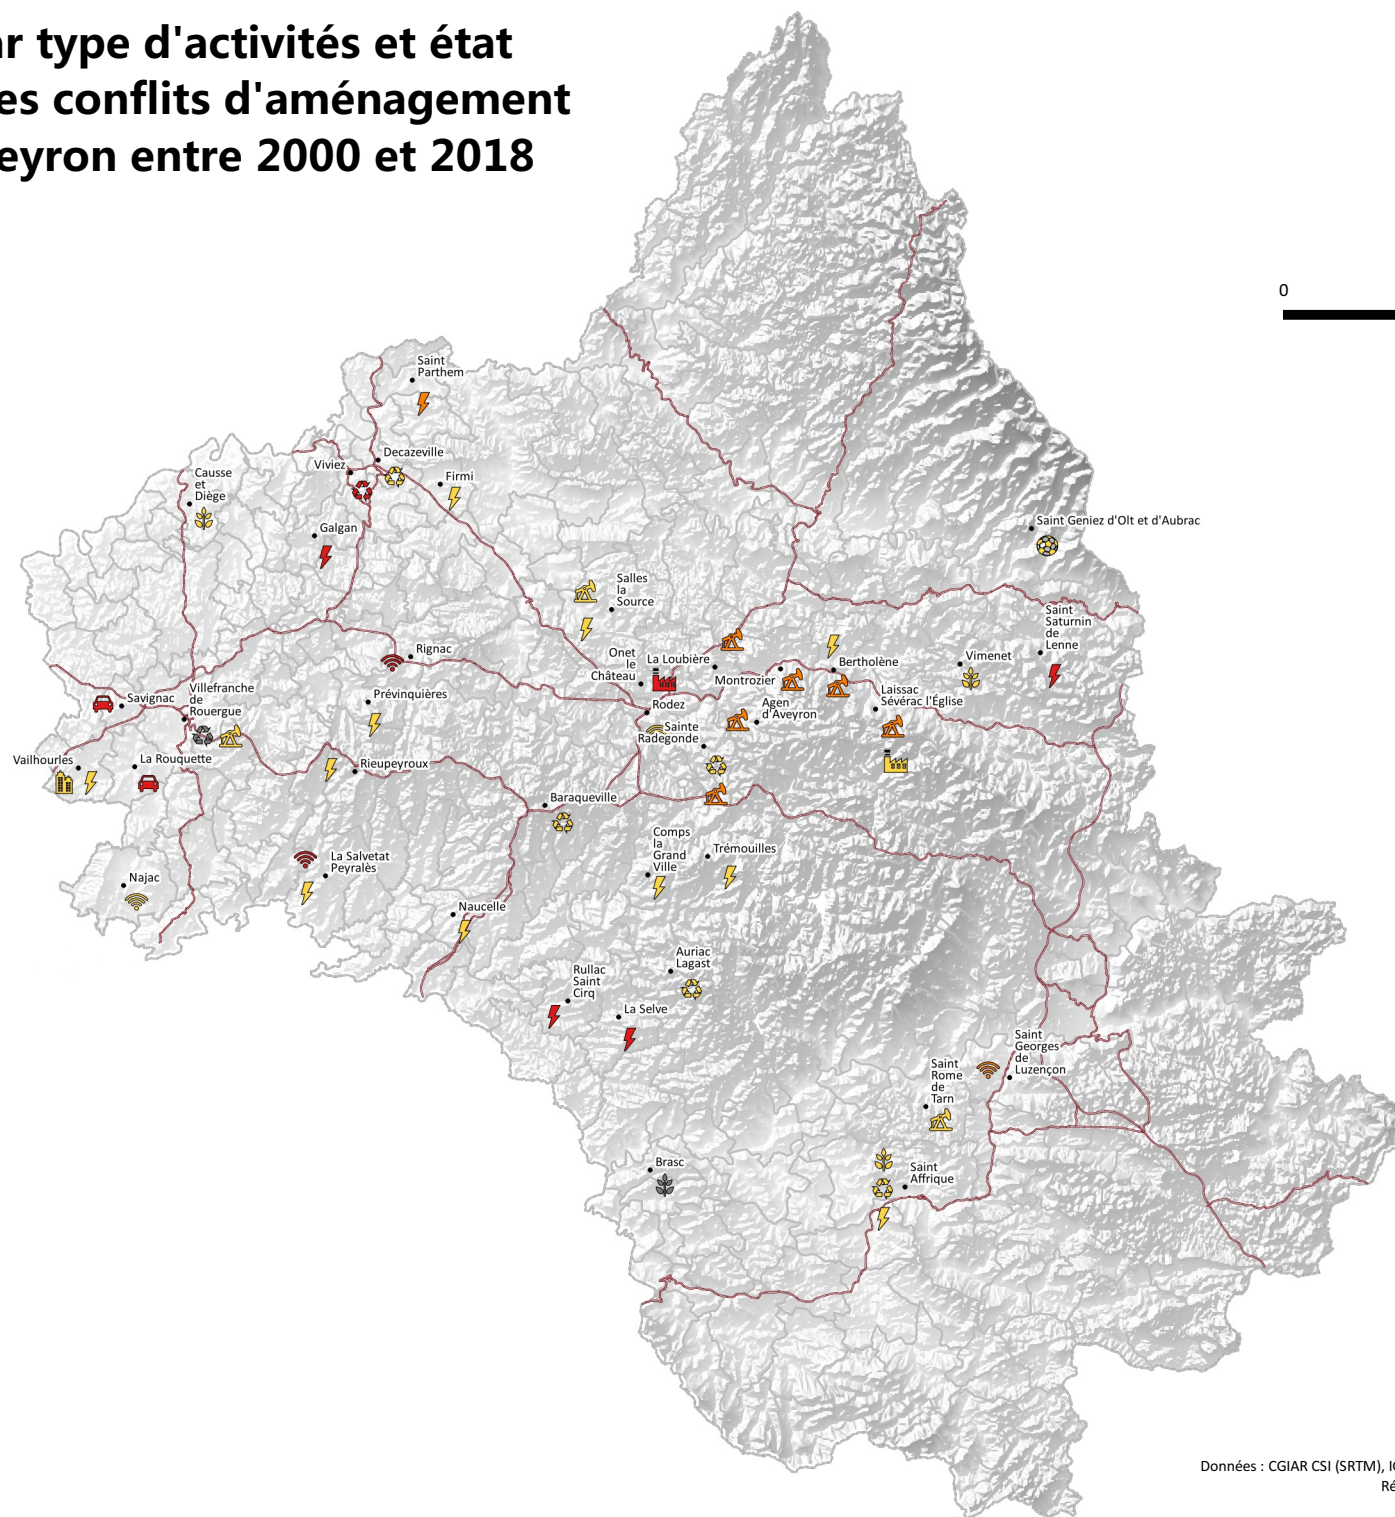 ar type d'activités et état
es conflits d'aménagement
eyron entre 2000 et 2018
0
Saint
Parthem
Decazeville
Viviez
Firmi
Causse
et
Diège
Galgan
Saint Geniez d'Olt et d'Aubrac
Salles
la
Source
Saint
Saturnin
de
Lenne
Rignac
Onet
le
Château
La Loubière
Montrozier
Bertholène
Vimenet
Savignac
Villefranche
de
Rouergue
Prévinquières
Rodez
Agen
d'Aveyron
Laissac
Sévérac l'Église
Sainte
Radegonde
Vailhourles
La Rouquette
Rieupeyroux
Baraqueville
Comps
la
Grand
Ville
Trémouilles
La Salvetat
Peyralès
Najac
Naucelle
Auriac
Lagast
Rullac
Saint
Cirq
La Selve
Saint
Georges
de
Luzençon
Saint
Rome
de
Tarn
Brasc
Saint
Affrique
Données : CGIAR CSI (SRTM), IG
Ré